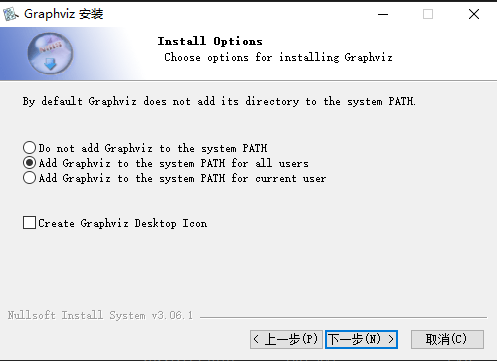 Graphviz 安装
Install Options
Choose options for installing Graphviz
By default Graphviz does not add its directory to the system PATH.
Do not add Graphviz to the system PATH
Add Graphviz to the system PATH for all users
Add Graphviz to the system PATH for current user
Create Graphviz Desktop Icon
Nullsoft Install System v3.06.1
< 上一步(P) 下一步(N) > 取消(C)